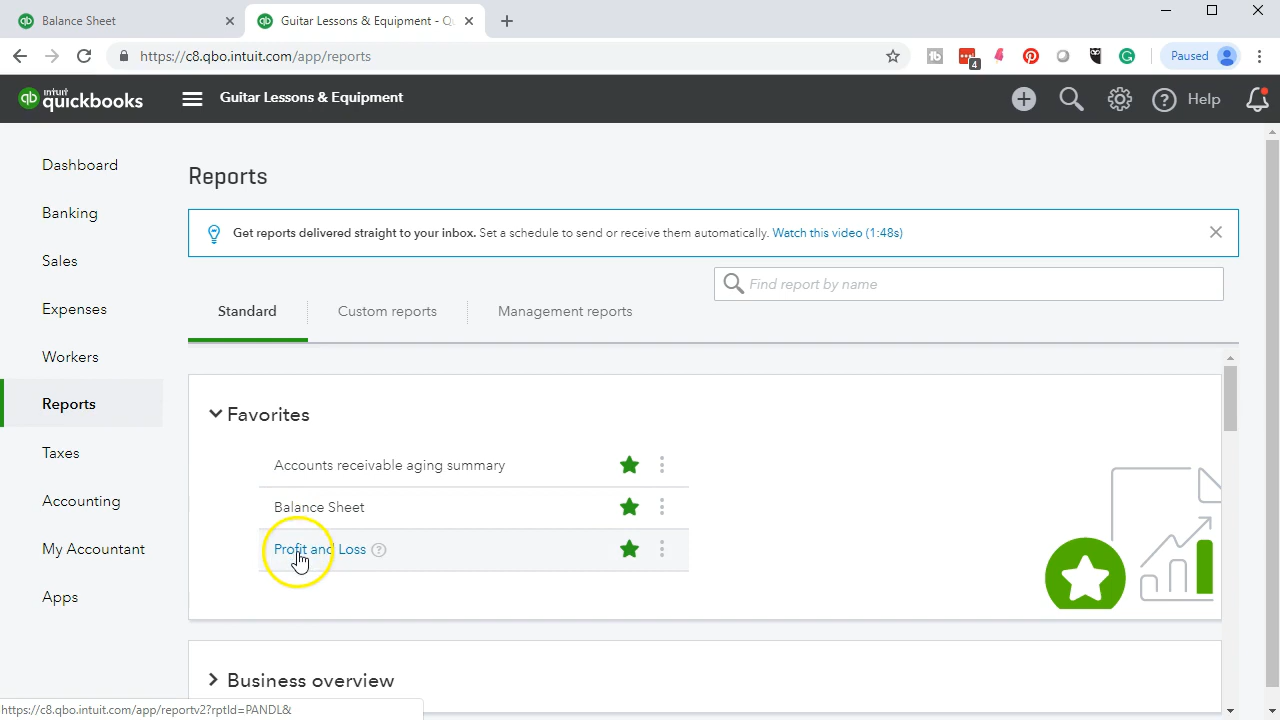 Balance Sheet
Guitar Lessons & Equipment - Q
https://c8.qbo.intuit.com/app/reports
4
Paused
intuit quickbooks
Guitar Lessons & Equipment
Help
Dashboard
Banking
Sales
Expenses
Workers
Reports
Taxes
Accounting
My Accountant
Apps
Reports
Get reports delivered straight to your inbox. Set a schedule to send or receive them automatically. Watch this video (1:48s)
Find report by name
Standard
Custom reports
Management reports
Favorites
Accounts receivable aging summary
Balance Sheet
Profit and Loss
Business overview
https://c8.qbo.intuit.com/app/reportv2?rptId=PANDL&